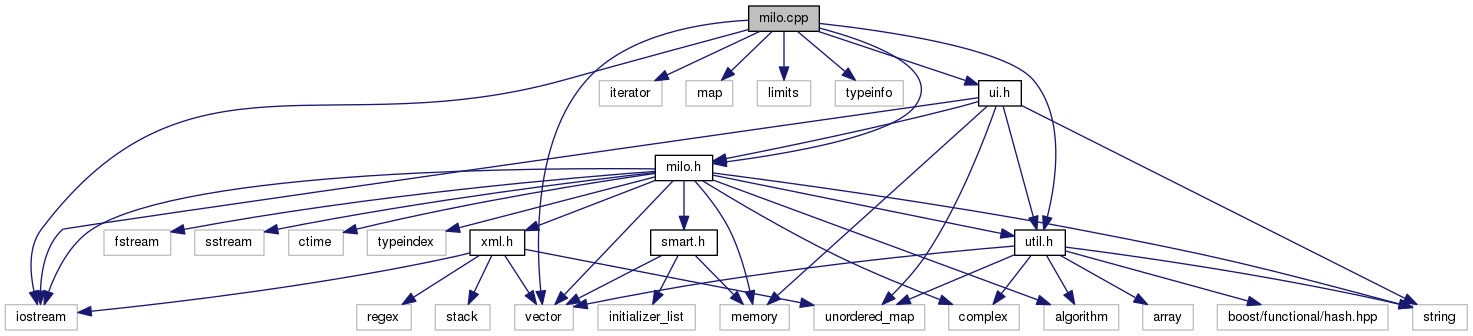 milo.cpp
iterator
map
limits
typeinfo
ui.h
milo.h
fstream
sstream
ctime
typeindex
xml.h
smart.h
util.h
iostream
regex
stack
vector
initializer_list
memory
unordered_map
complex
algorithm
array
boost/functional/hash.hpp
string